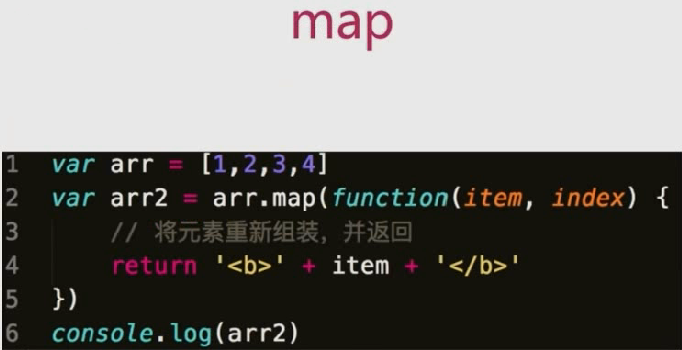 map
1 var arr = [1,2,3,4]
2 var arr2 = arr.map(function(item, index) {
3 // 将元素重新组装，并返回
4 return '<b>' + item + '</b>'
5 })
6 console.log(arr2)